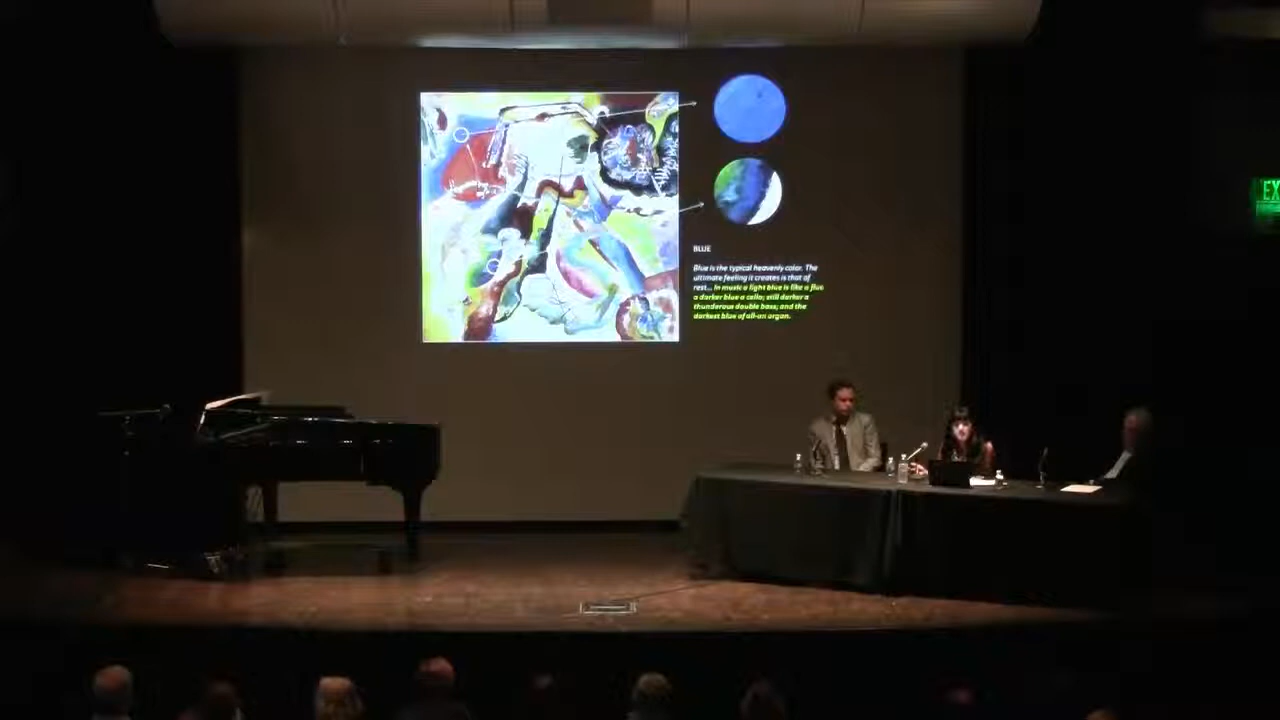 BLUE
Blue is the typical heavenly color. The
ultimate feeling it creates is that of
rest... In music a light blue is like a flute
a darker blue a cello; still darker a
thunderous double bass; and the
darkest blue of all-an organ.
EX